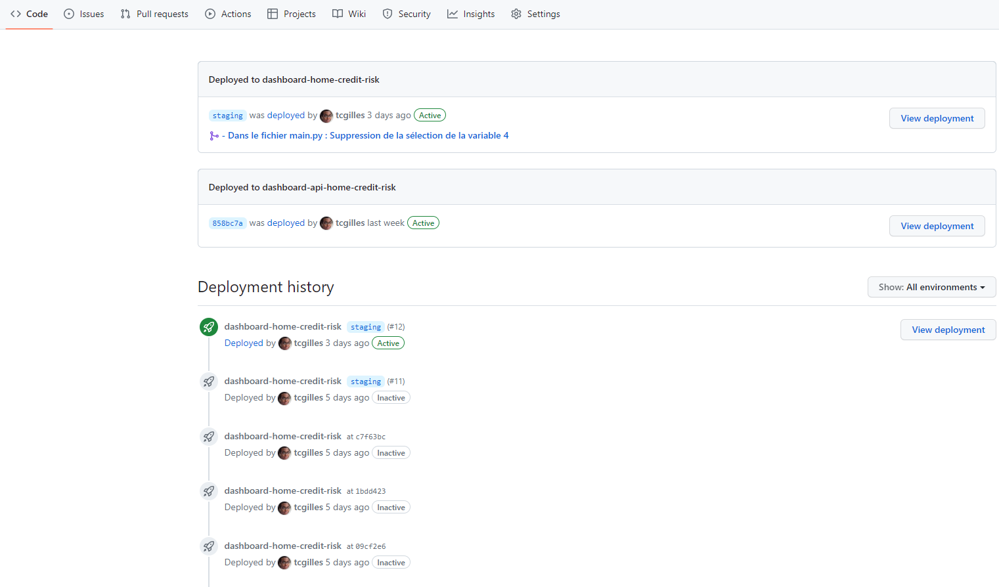 Code Issues Pull requests Actions Projects Wiki Security Insights Settings
Deployed to dashboard-home-credit-risk
staging was deployed by tcgilles 3 days ago Active
View deployment
- Dans le fichier main.py : Suppression de la sélection de la variable 4
Deployed to dashboard-api-home-credit-risk
858bc7a was deployed by tcgilles last week Active
View deployment
Deployment history
Show: All environments
dashboard-home-credit-risk staging (#12)
View deployment
Deployed by tcgilles 3 days ago Active
dashboard-home-credit-risk staging (#11)
Deployed by tcgilles 5 days ago Inactive
dashboard-home-credit-risk at c7f63bc
Deployed by tcgilles 5 days ago Inactive
dashboard-home-credit-risk at 1bdd423
Deployed by tcgilles 5 days ago Inactive
dashboard-home-credit-risk at 09cf2e6
Deployed by tcgilles 5 days ago Inactive